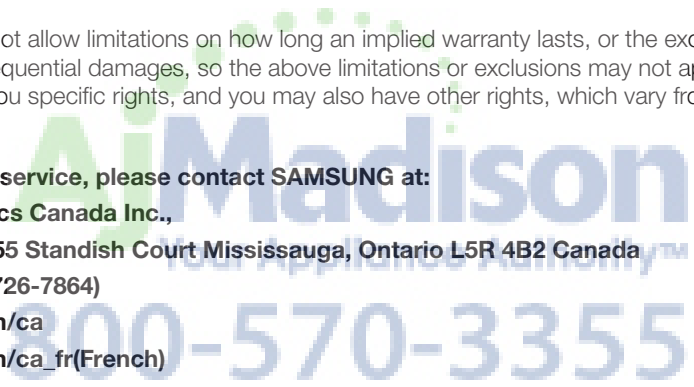 ot allow limitations on how long an implied warranty lasts, or the exc
equential damages, so the above limitations or exclusions may not ap
ou specific rights, and you may also have other rights, which vary fro
service, please contact SAMSUNG at:
cs Canada Inc.,
55 Standish Court Mississauga, Ontario L5R 4B2 Canada
726-7864)
n/ca
n/ca_fr(French)
AjMadison
Your Appliance Authority™
800-570-3355